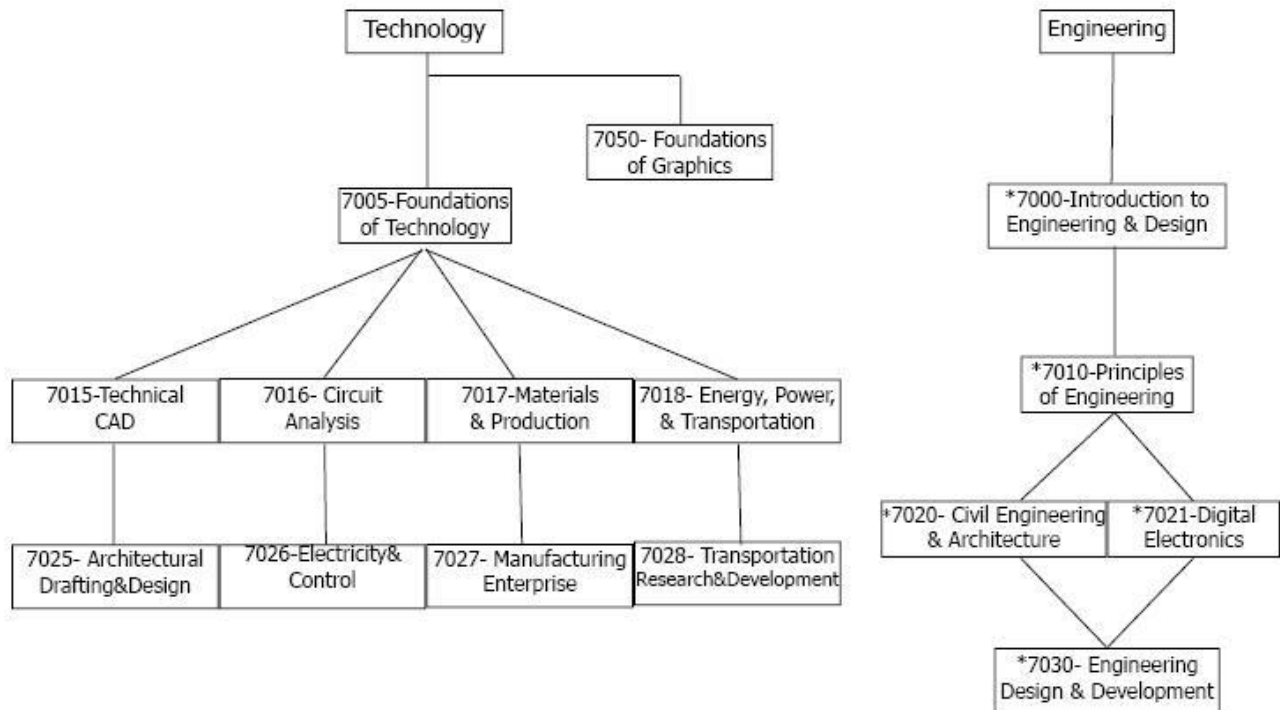 Technology
Engineering
7050- Foundations
of Graphics
7005-Foundations
of Technology
*7000-Introduction to
Engineering & Design
*7010-Principles
of Engineering
7015-Technical
CAD
7016- Circuit
Analysis
7017-Materials
& Production
7018- Energy, Power,
& Transportation
*7020- Civil Engineering
& Architecture
*7021-Digital
Electronics
7025- Architectural
Drafting&Design
7026-Electricity&
Control
7027- Manufacturing
Enterprise
7028- Transportation
Research&Development
*7030- Engineering
Design & Development